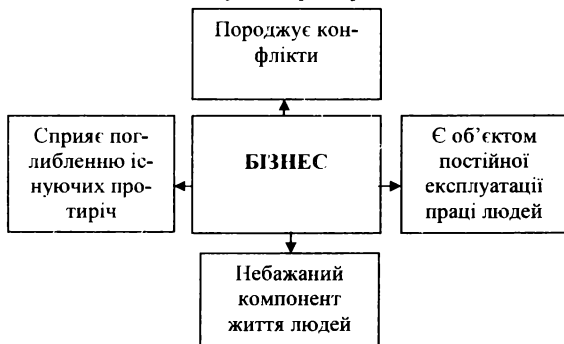 Породжує кон-
флікти
Сприяє пог-
либленню іс-
нуючих про-
тиріч
БІЗНЕС
Є об’єктом
постійної
експлуатації
праці людей
Небажаний
компонент
життя людей